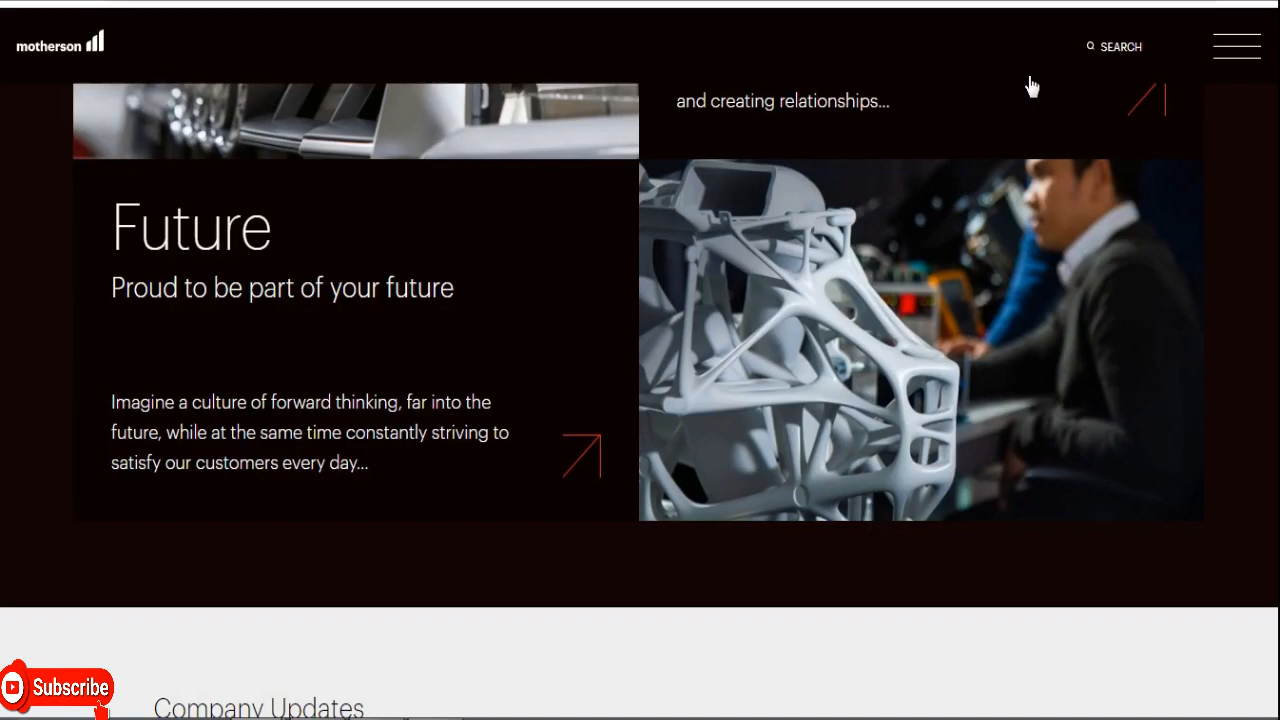 motherson
SEARCH
and creating relationships...
Future
Proud to be part of your future
Imagine a culture of forward thinking, far into the
future, while at the same time constantly striving to
satisfy our customers every day...
Subscribe
Company Updates